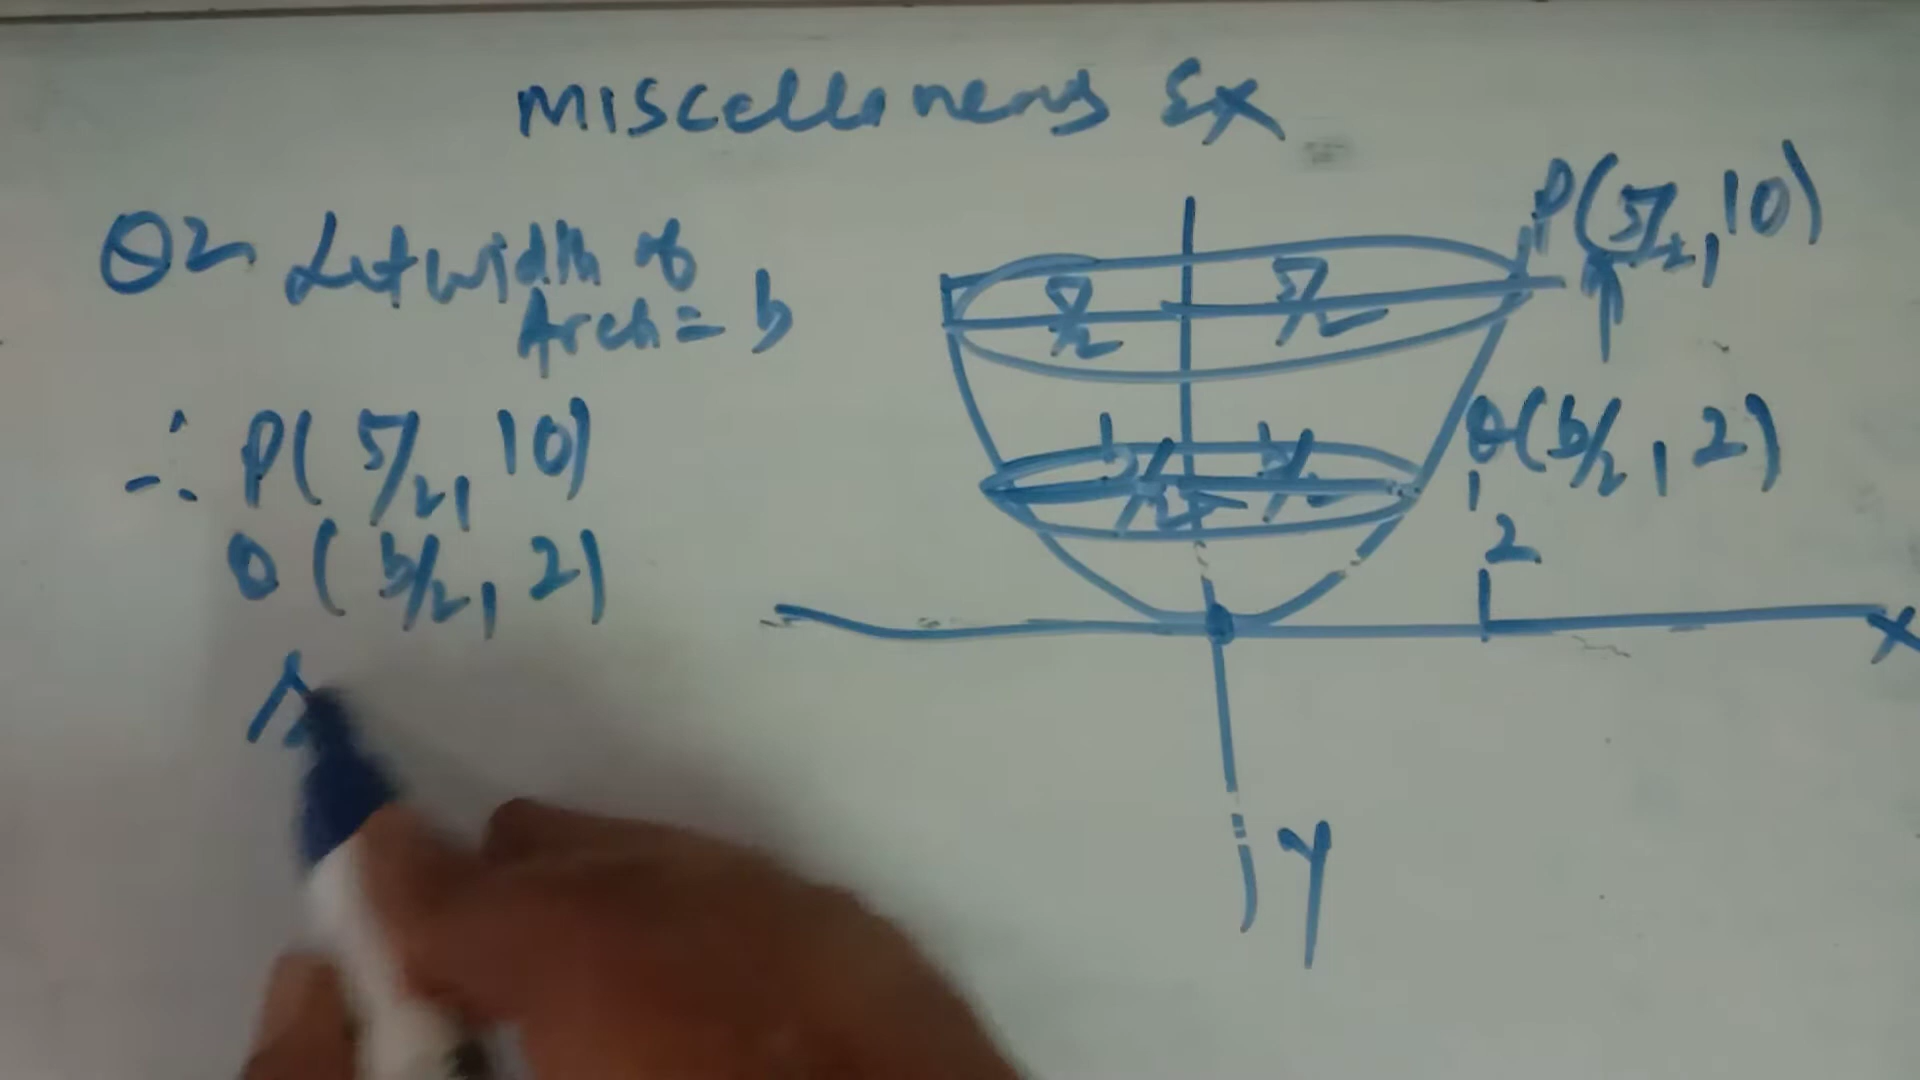 Miscellaneous Ex
Q2 Let width of
Arch = b
∴ P( 5/2, 10)
Q ( b/2, 2)
P(5/2, 10)
5/2 5/2
b/2 b/2
Q(b/2, 2)
2
X
Y